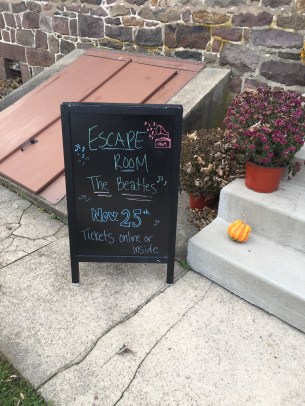 ESCAPE
ROOM
The Beatles
Nov. 25th
Tickets online or
inside